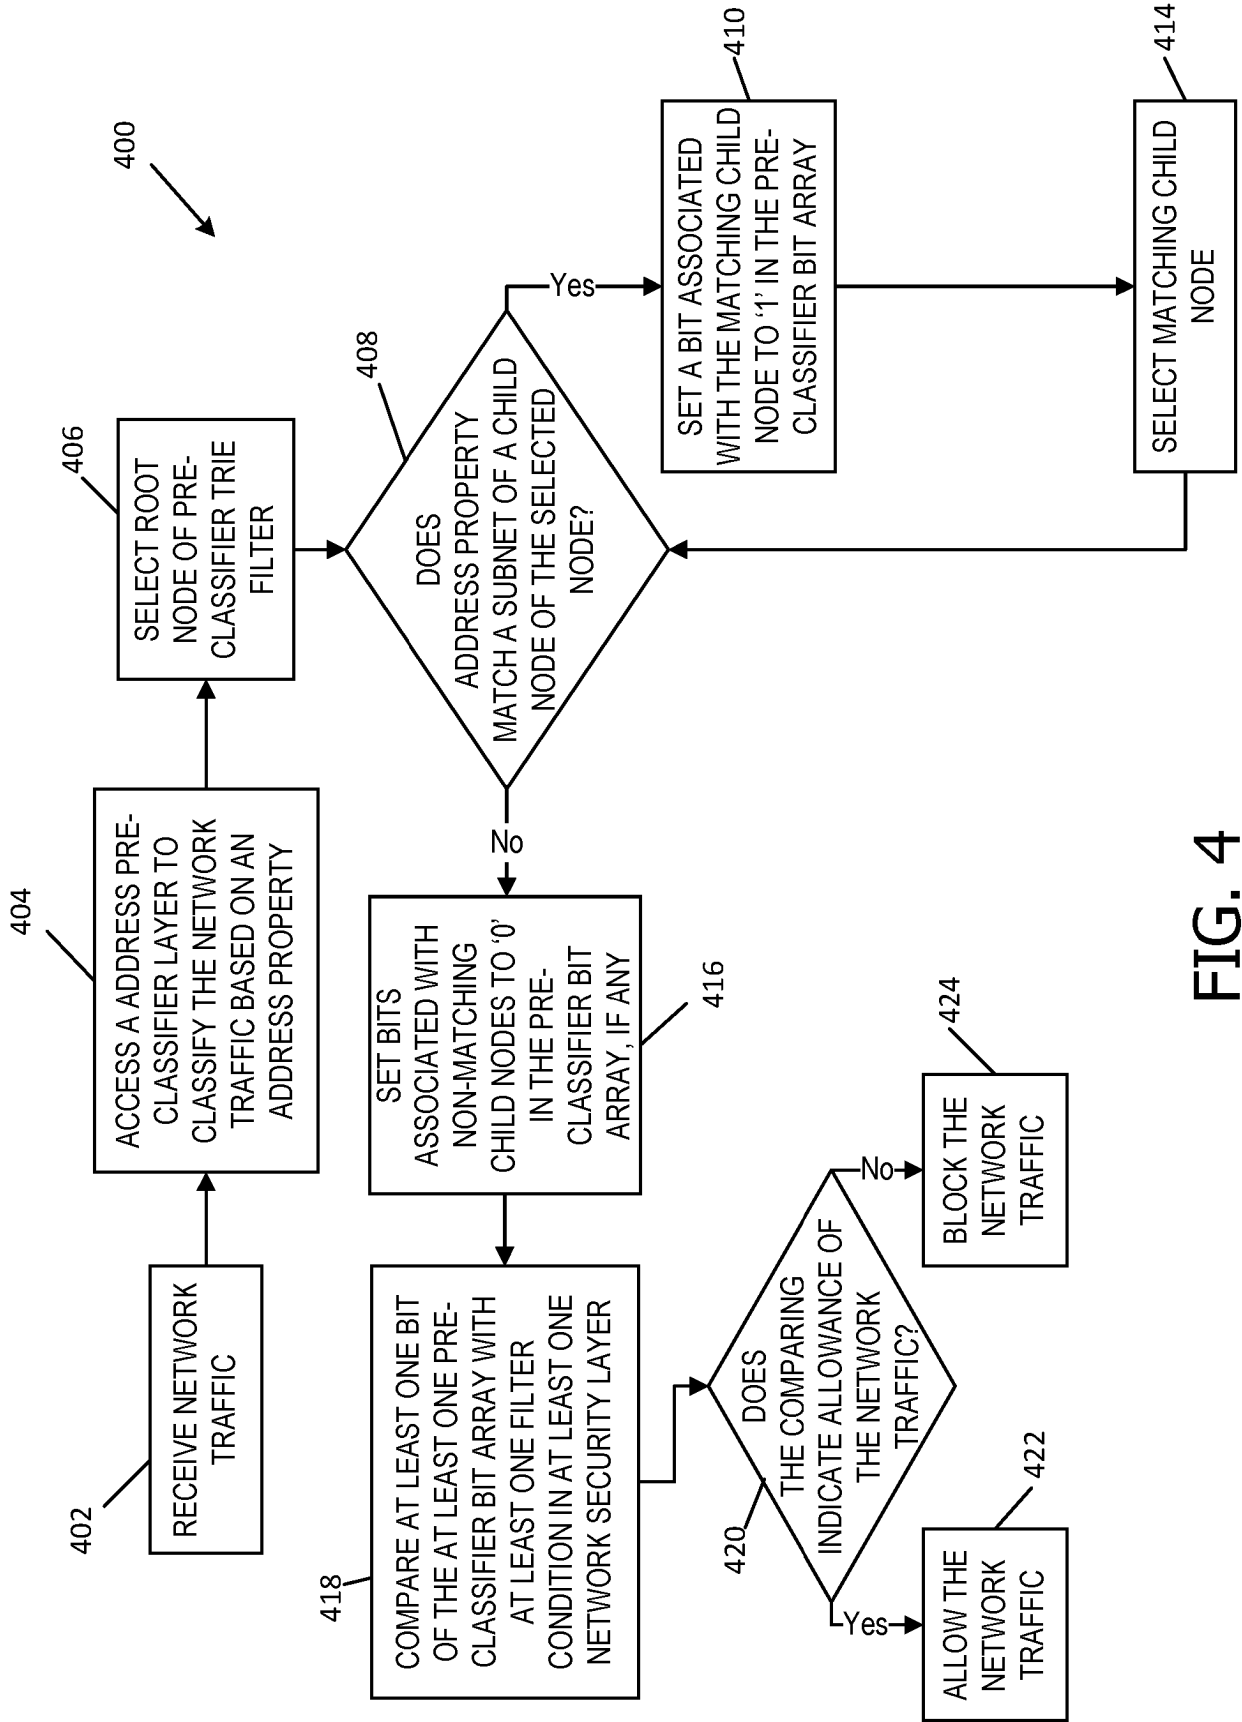 400
402
RECEIVE NETWORK
TRAFFIC
404
ACCESS A ADDRESS PRE-
CLASSIFIER LAYER TO
CLASSIFY THE NETWORK
TRAFFIC BASED ON AN
ADDRESS PROPERTY
406
SELECT ROOT
NODE OF PRE-
CLASSIFIER TRIE
FILTER
408
DOES
ADDRESS PROPERTY
MATCH A SUBNET OF A CHILD
NODE OF THE SELECTED
NODE?
Yes
410
SET A BIT ASSOCIATED
WITH THE MATCHING CHILD
NODE TO ‘1’ IN THE PRE-
CLASSIFIER BIT ARRAY
414
SELECT MATCHING CHILD
NODE
No
SET BITS
ASSOCIATED WITH
NON-MATCHING
CHILD NODES TO ‘0’
IN THE PRE-
CLASSIFIER BIT
ARRAY, IF ANY
416
418
COMPARE AT LEAST ONE BIT
OF THE AT LEAST ONE PRE-
CLASSIFIER BIT ARRAY WITH
AT LEAST ONE FILTER
CONDITION IN AT LEAST ONE
NETWORK SECURITY LAYER
420
DOES
THE COMPARING
INDICATE ALLOWANCE OF
THE NETWORK
TRAFFIC?
Yes
422
ALLOW THE
NETWORK
TRAFFIC
No
424
BLOCK THE
NETWORK
TRAFFIC
FIG. 4